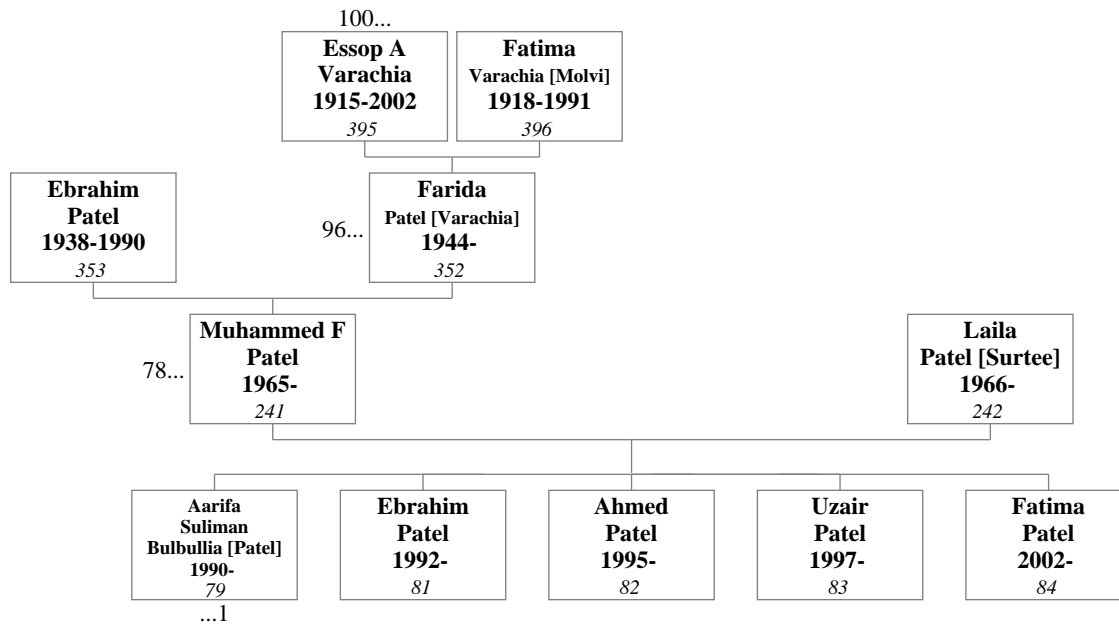 100...
Essop A
Varachia
1915-2002
395
Fatima
Varachia [Molvi]
1918-1991
396
Ebrahim
Patel
1938-1990
353
96...
Farida
Patel [Varachia]
1944-
352
78...
Muhammed F
Patel
1965-
241
Laila
Patel [Surtee]
1966-
242
Aarifa
Suliman
Bulbullia [Patel]
1990-
79
...1
Ebrahim
Patel
1992-
81
Ahmed
Patel
1995-
82
Uzair
Patel
1997-
83
Fatima
Patel
2002-
84